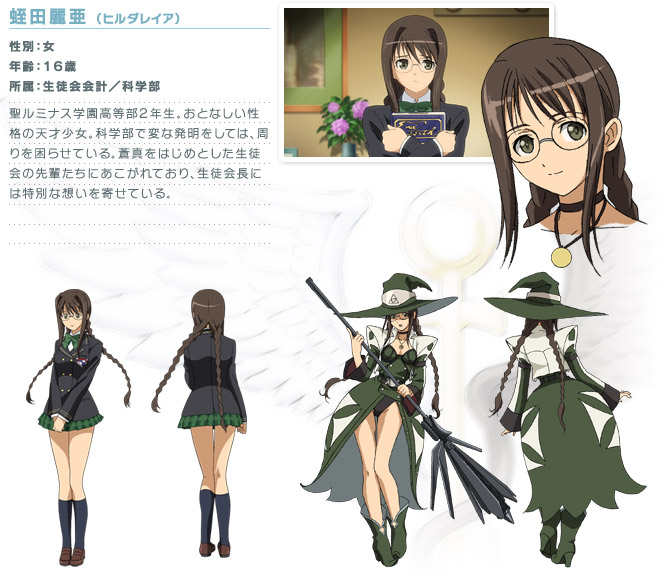 蛭田麗亜（ヒルダレイア）
性別：女
年齢：16歳
所属：生徒会会計／科学部
聖ルミナス学園高等部2年生。おとなしい性
格の天才少女。科学部で変な発明をしては、周
りを困らせている。蒼真をはじめとした生徒
会の先輩たちにあこがれており、生徒会長に
は特別な想いを寄せている。